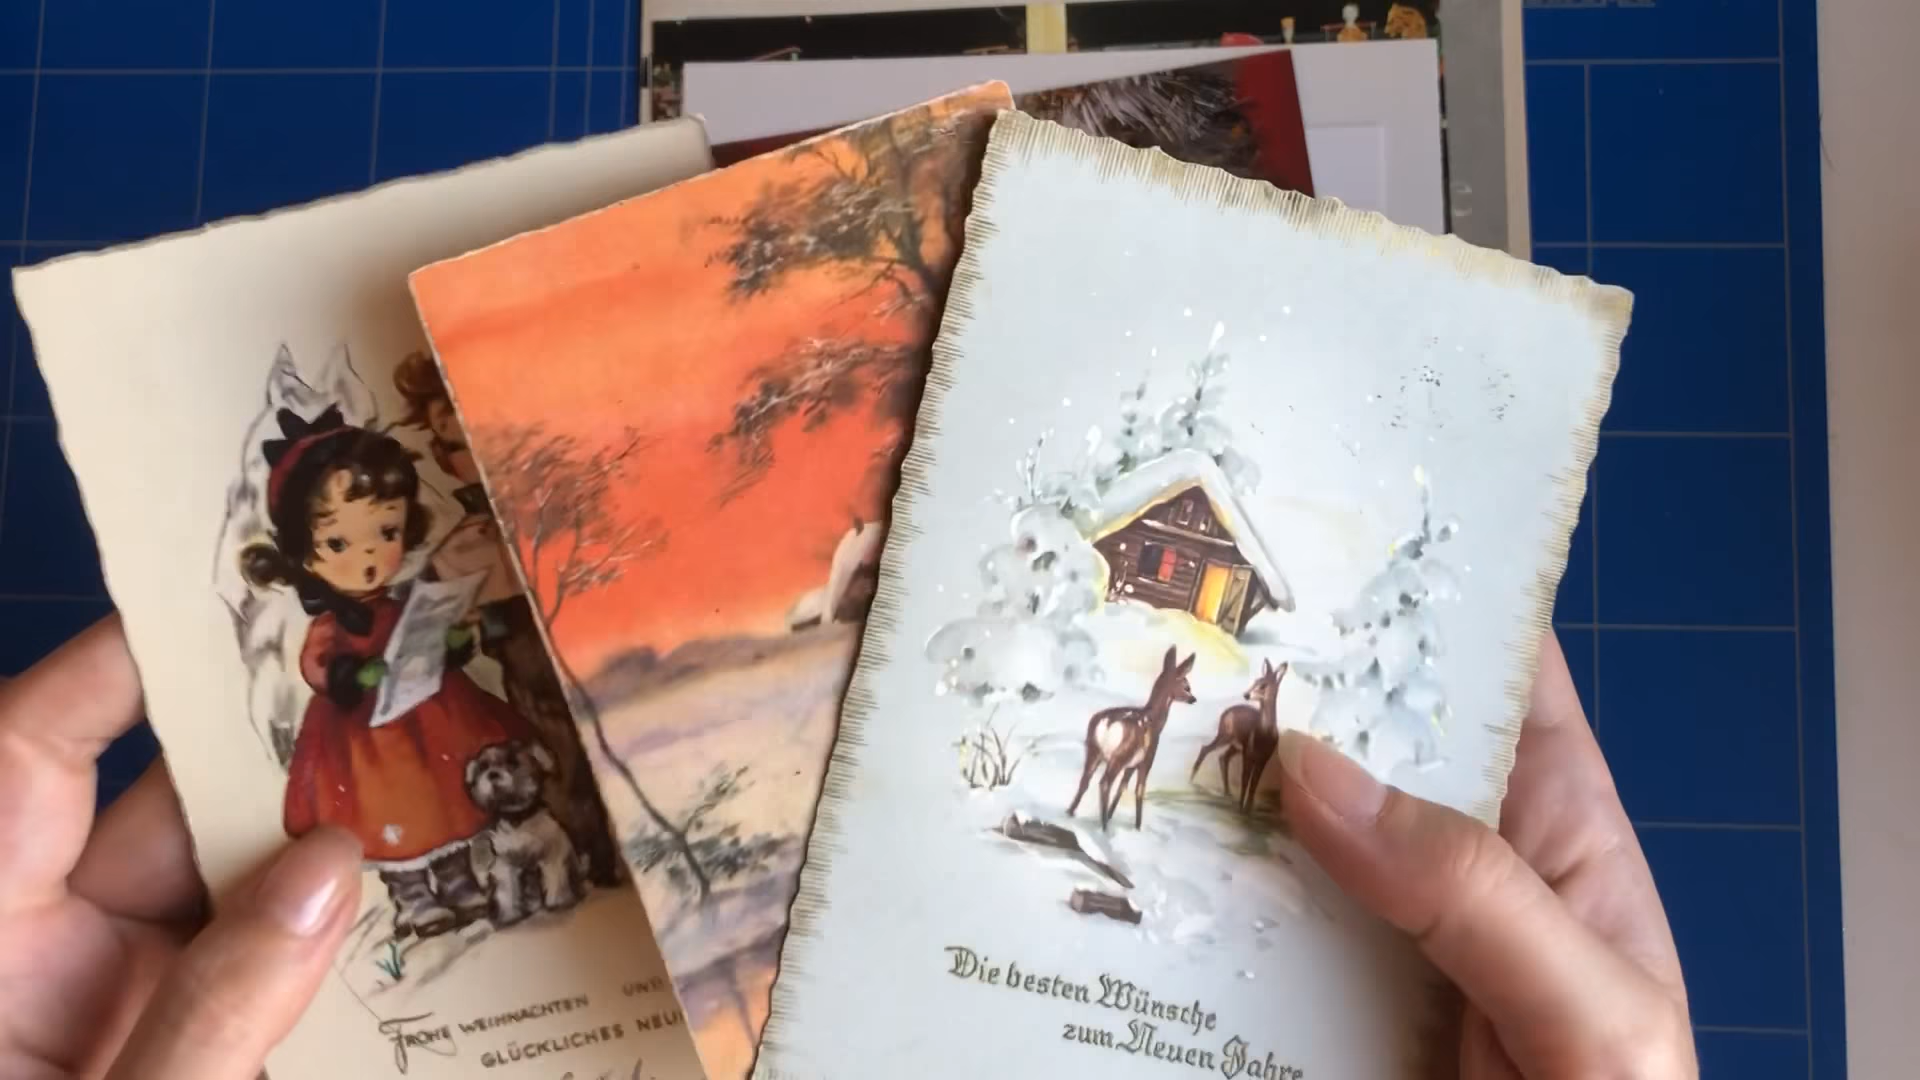 FROHE WEIHNACHTEN UND
GLÜCKLICHES NEU
Die besten Wünsche
zum Neuen Jahre